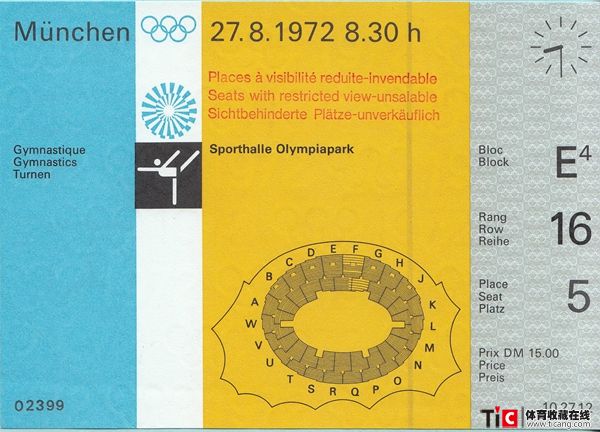 München
27.8.1972 8.30 h
Places à visibilité reduite-invendable
Seats with restricted view-unsalable
Sichtbehinderte Plätze-unverkäuflich
Gymnastique
Gymnastics
Turnen
Sporthalle Olympiapark
Bloc
Block
E4
Rang
Row
Reihe
16
Place
Seat
Platz
5
A B C D E F G H J K L M N O P Q R S T U V W
Prix DM 15.00
Price
Preis
02399
10.27.12
TiC 体育收藏在线
www.ticang.com